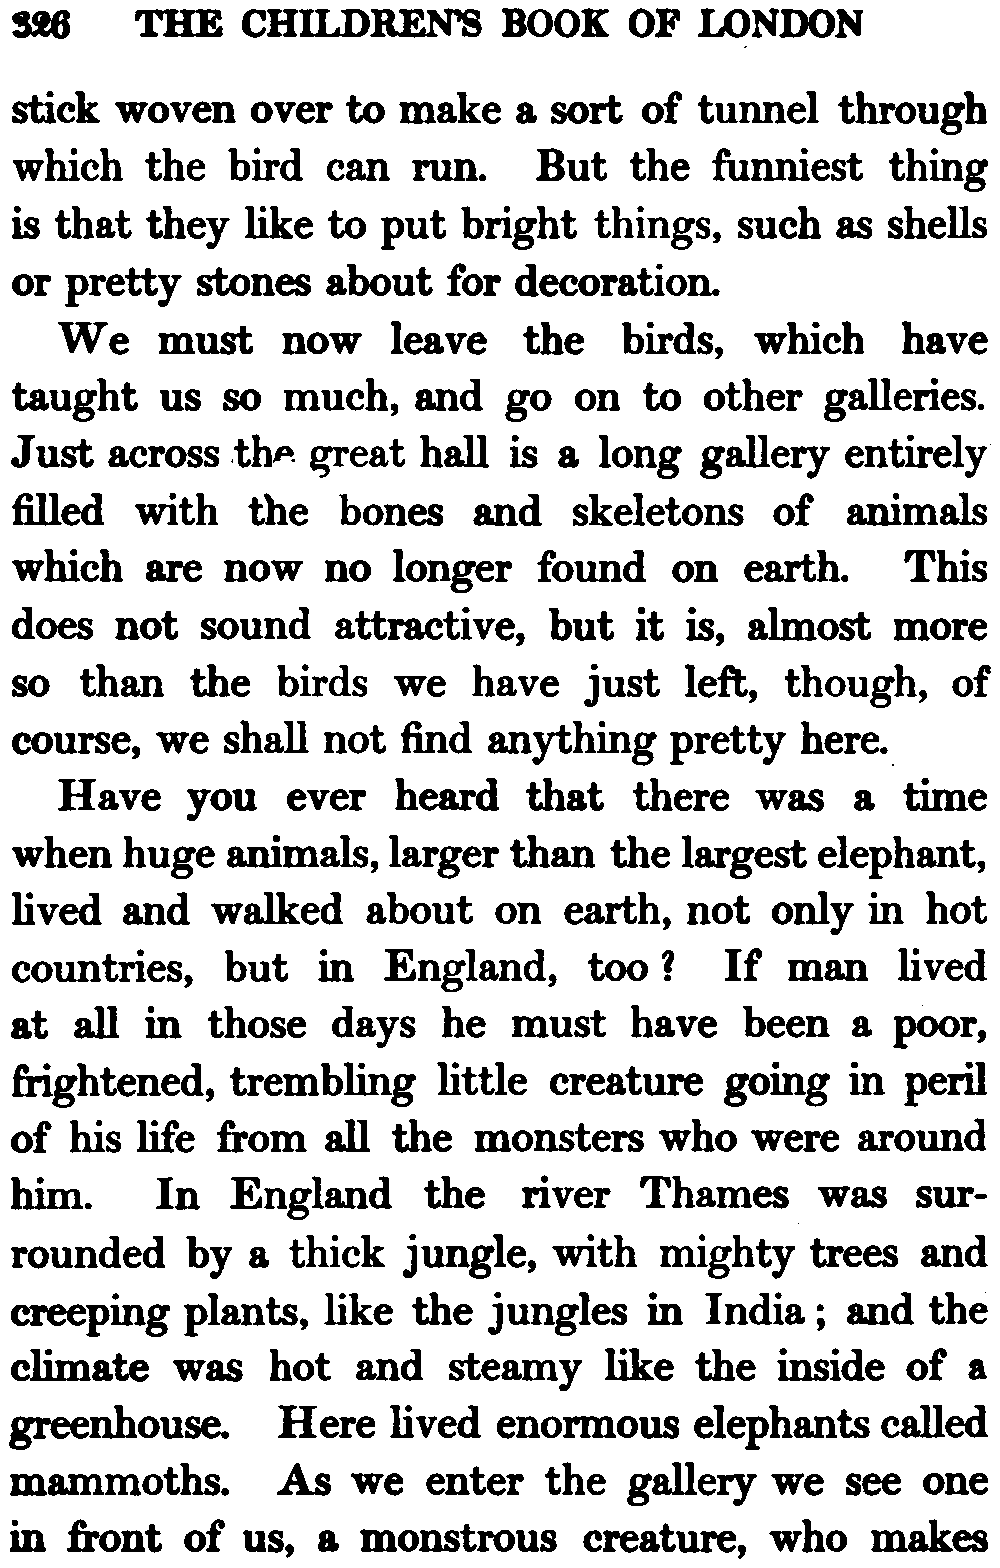 326 THE CHILDREN'S BOOK OF LONDON
stick woven over to make a sort of tunnel through
which the bird can run. But the funniest thing
is that they like to put bright things, such as shells
or pretty stones about for decoration.
We must now leave the birds, which have
taught us so much, and go on to other galleries.
Just across the great hall is a long gallery entirely
filled with the bones and skeletons of animals
which are now no longer found on earth. This
does not sound attractive, but it is, almost more
so than the birds we have just left, though, of
course, we shall not find anything pretty here.
Have you ever heard that there was a time
when huge animals, larger than the largest elephant,
lived and walked about on earth, not only in hot
countries, but in England, too? If man lived
at all in those days he must have been a poor,
frightened, trembling little creature going in peril
of his life from all the monsters who were around
him. In England the river Thames was sur-
rounded by a thick jungle, with mighty trees and
creeping plants, like the jungles in India; and the
climate was hot and steamy like the inside of a
greenhouse. Here lived enormous elephants called
mammoths. As we enter the gallery we see one
in front of us, a monstrous creature, who makes